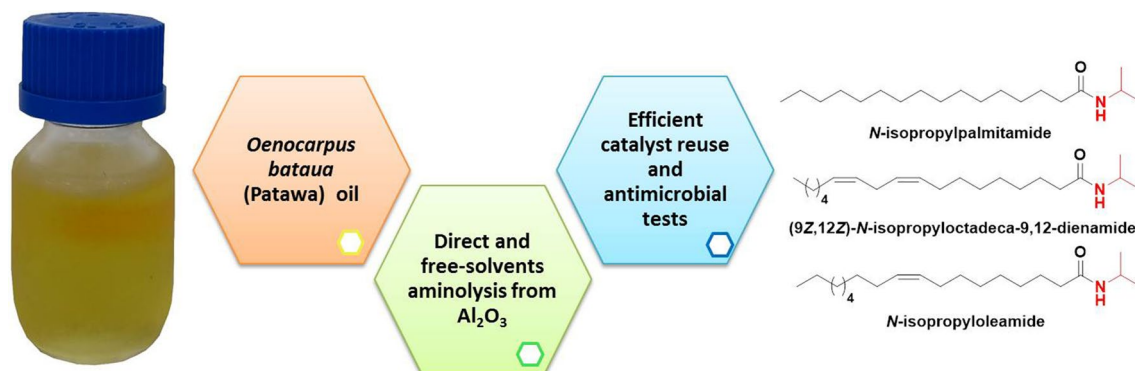 Oenocarpus
bataua
(Patawa) oil
Direct and
free-solvents
aminolysis from
Al₂O₃
Efficient
catalyst reuse
and
antimicrobial
tests
O
N
H
N-isopropylpalmitamide
O
4
N
H
(9Z,12Z)-N-isopropyloctadeca-9,12-dienamide
O
4
N
H
N-isopropyloleamide